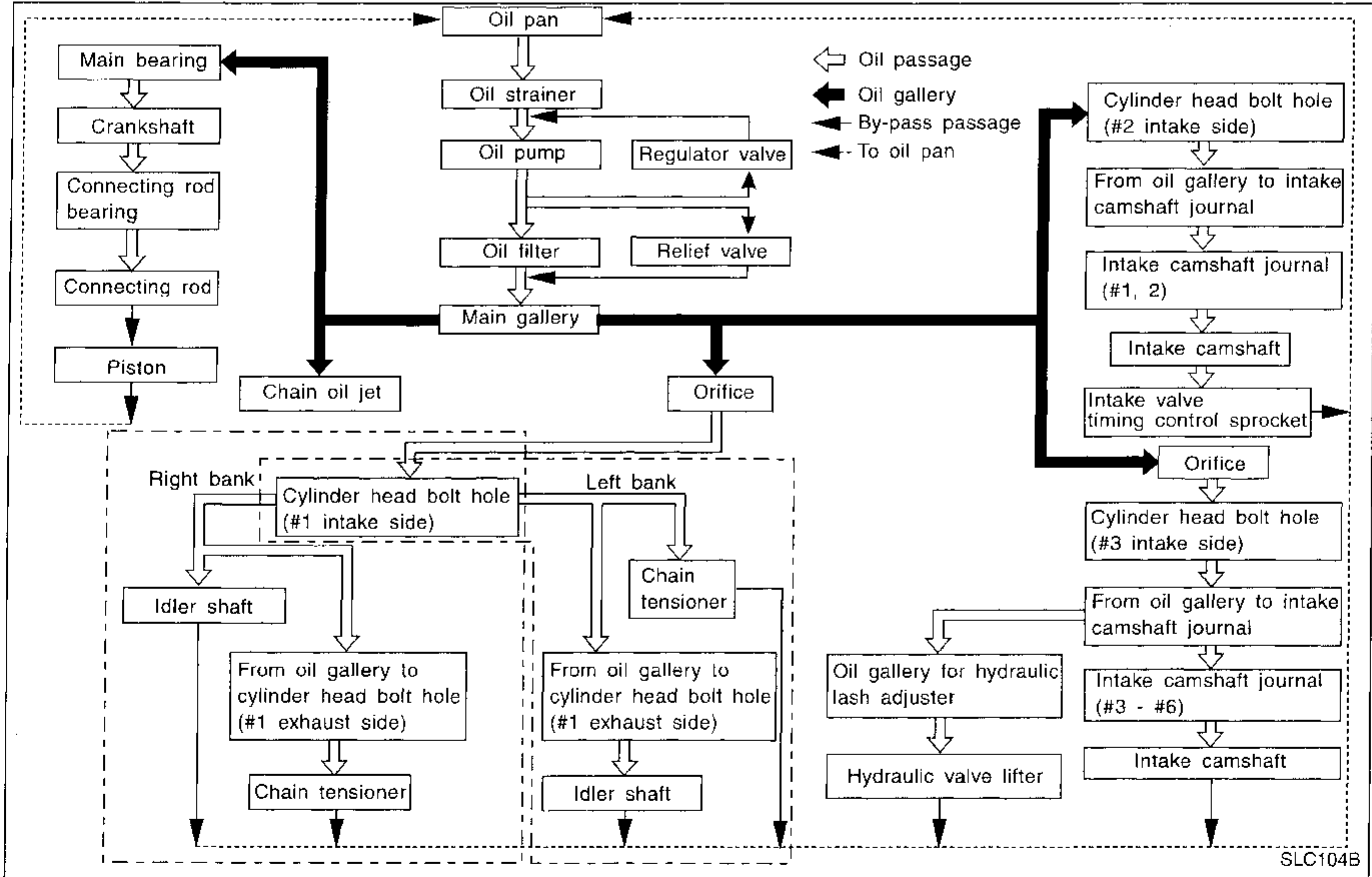 Oil pan
Main bearing
Oil strainer
Crankshaft
Oil pump
Regulator valve
Connecting rod
bearing
Oil filter
Relief valve
Connecting rod
Main gallery
Piston
Chain oil jet
Orifice
Oil passage
Oil gallery
By-pass passage
To oil pan
Cylinder head bolt hole
(#2 intake side)
From oil gallery to intake
camshaft journal
Intake camshaft journal
(#1, 2)
Intake camshaft
Intake valve
timing control sprocket
Orifice
Cylinder head bolt hole
(#3 intake side)
From oil gallery to intake
camshaft journal
Intake camshaft journal
(#3 - #6)
Intake camshaft
Oil gallery for hydraulic
lash adjuster
Hydraulic valve lifter
Right bank
Cylinder head bolt hole
(#1 intake side)
Left bank
Idler shaft
From oil gallery to
cylinder head bolt hole
(#1 exhaust side)
Chain tensioner
Chain
tensioner
From oil gallery to
cylinder head bolt hole
(#1 exhaust side)
Idler shaft
SLC104B